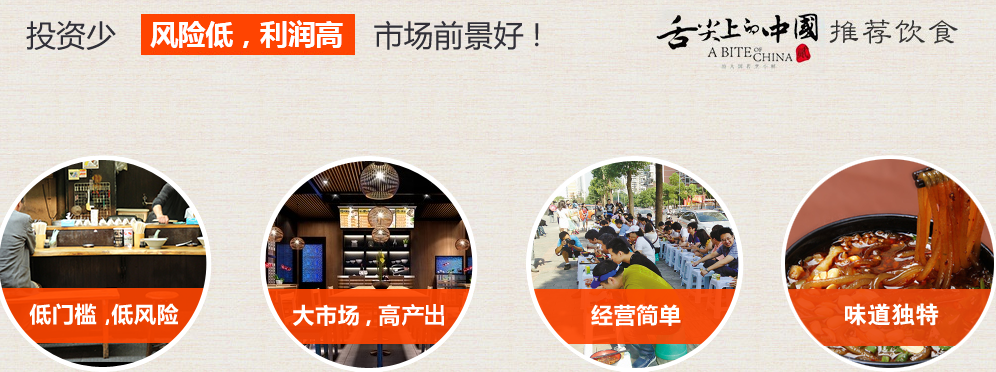 投资少 风险低，利润高 市场前景好！
舌尖上的中國 推荐饮食
A BITE OF CHINA
贰
低门槛,低风险
大市场,高产出
经营简单
味道独特